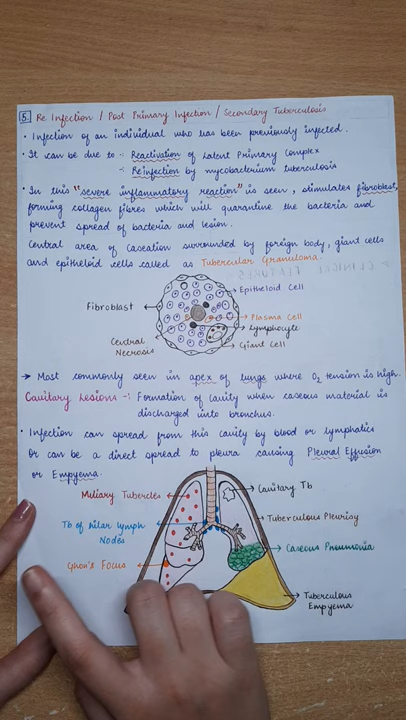 5. Re Infection / Post Primary Infection / Secondary Tuberculosis
• Infection of an individual who has been previously infected.
• It can be due to :- Reactivation of Latent Primary Complex
:- Reinfection by mycobacterium tuberculosis
• In this "severe inflammatory reaction" is seen, stimulates fibroblast,
forming collagen fibres which will quarantine the bacteria and
prevent spread of bacteria and lesion.
Central area of Caseation surrounded by foreign body, giant cells
and epitheloid cells called as Tubercular Granuloma.
Epitheloid Cell
Fibroblast
Plasma Cell
Lymphocyte
Central
Necrosis
Giant Cell
→ Most commonly seen in apex of lungs where O2 tension is high.
Cavitary Lesions :- Formation of cavity when caseous material is
discharged into bronchus.
• Infection can spread from this cavity by blood or lymphatics
Or can be a direct spread to pleura causing Pleural Effusion
or Empyema.
Miliary Tubercles
Cavitary Tb
Tb of hilar lymph
Nodes
Tuberculous Pleurisy
Caseous Pneumonia
Ghon's Focus
Tuberculous
Empyema